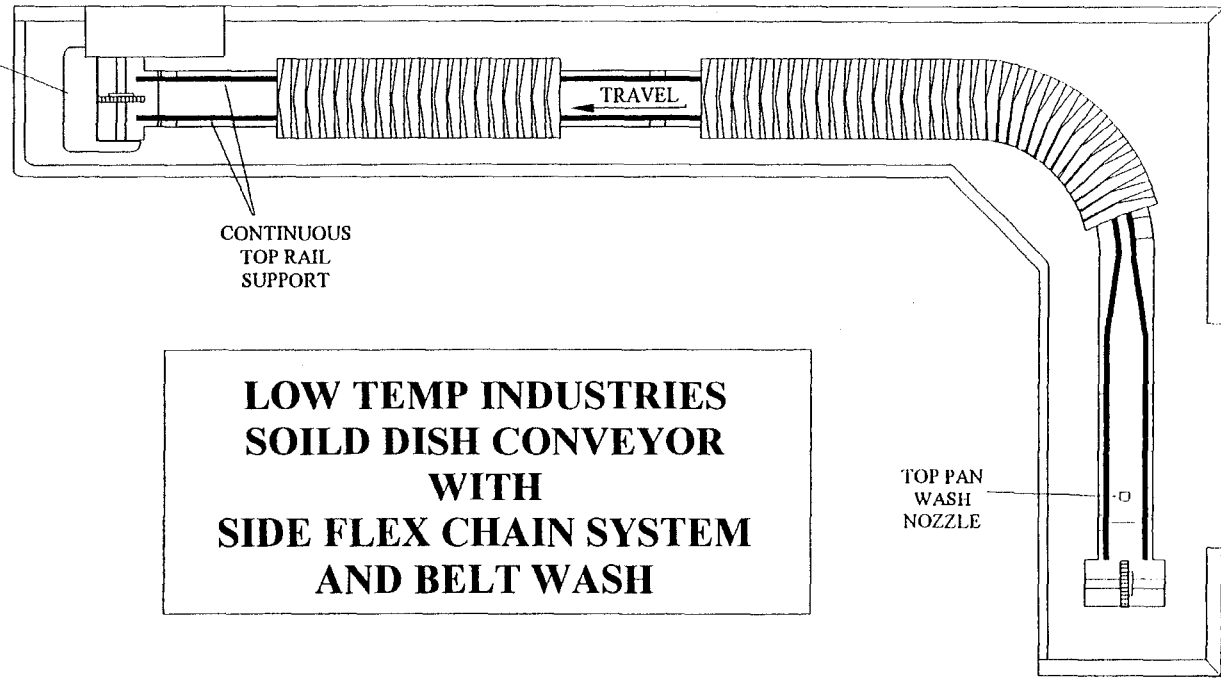 TRAVEL
CONTINUOUS
TOP RAIL
SUPPORT
LOW TEMP INDUSTRIES
SOILD DISH CONVEYOR
WITH
SIDE FLEX CHAIN SYSTEM
AND BELT WASH
TOP PAN
WASH
NOZZLE